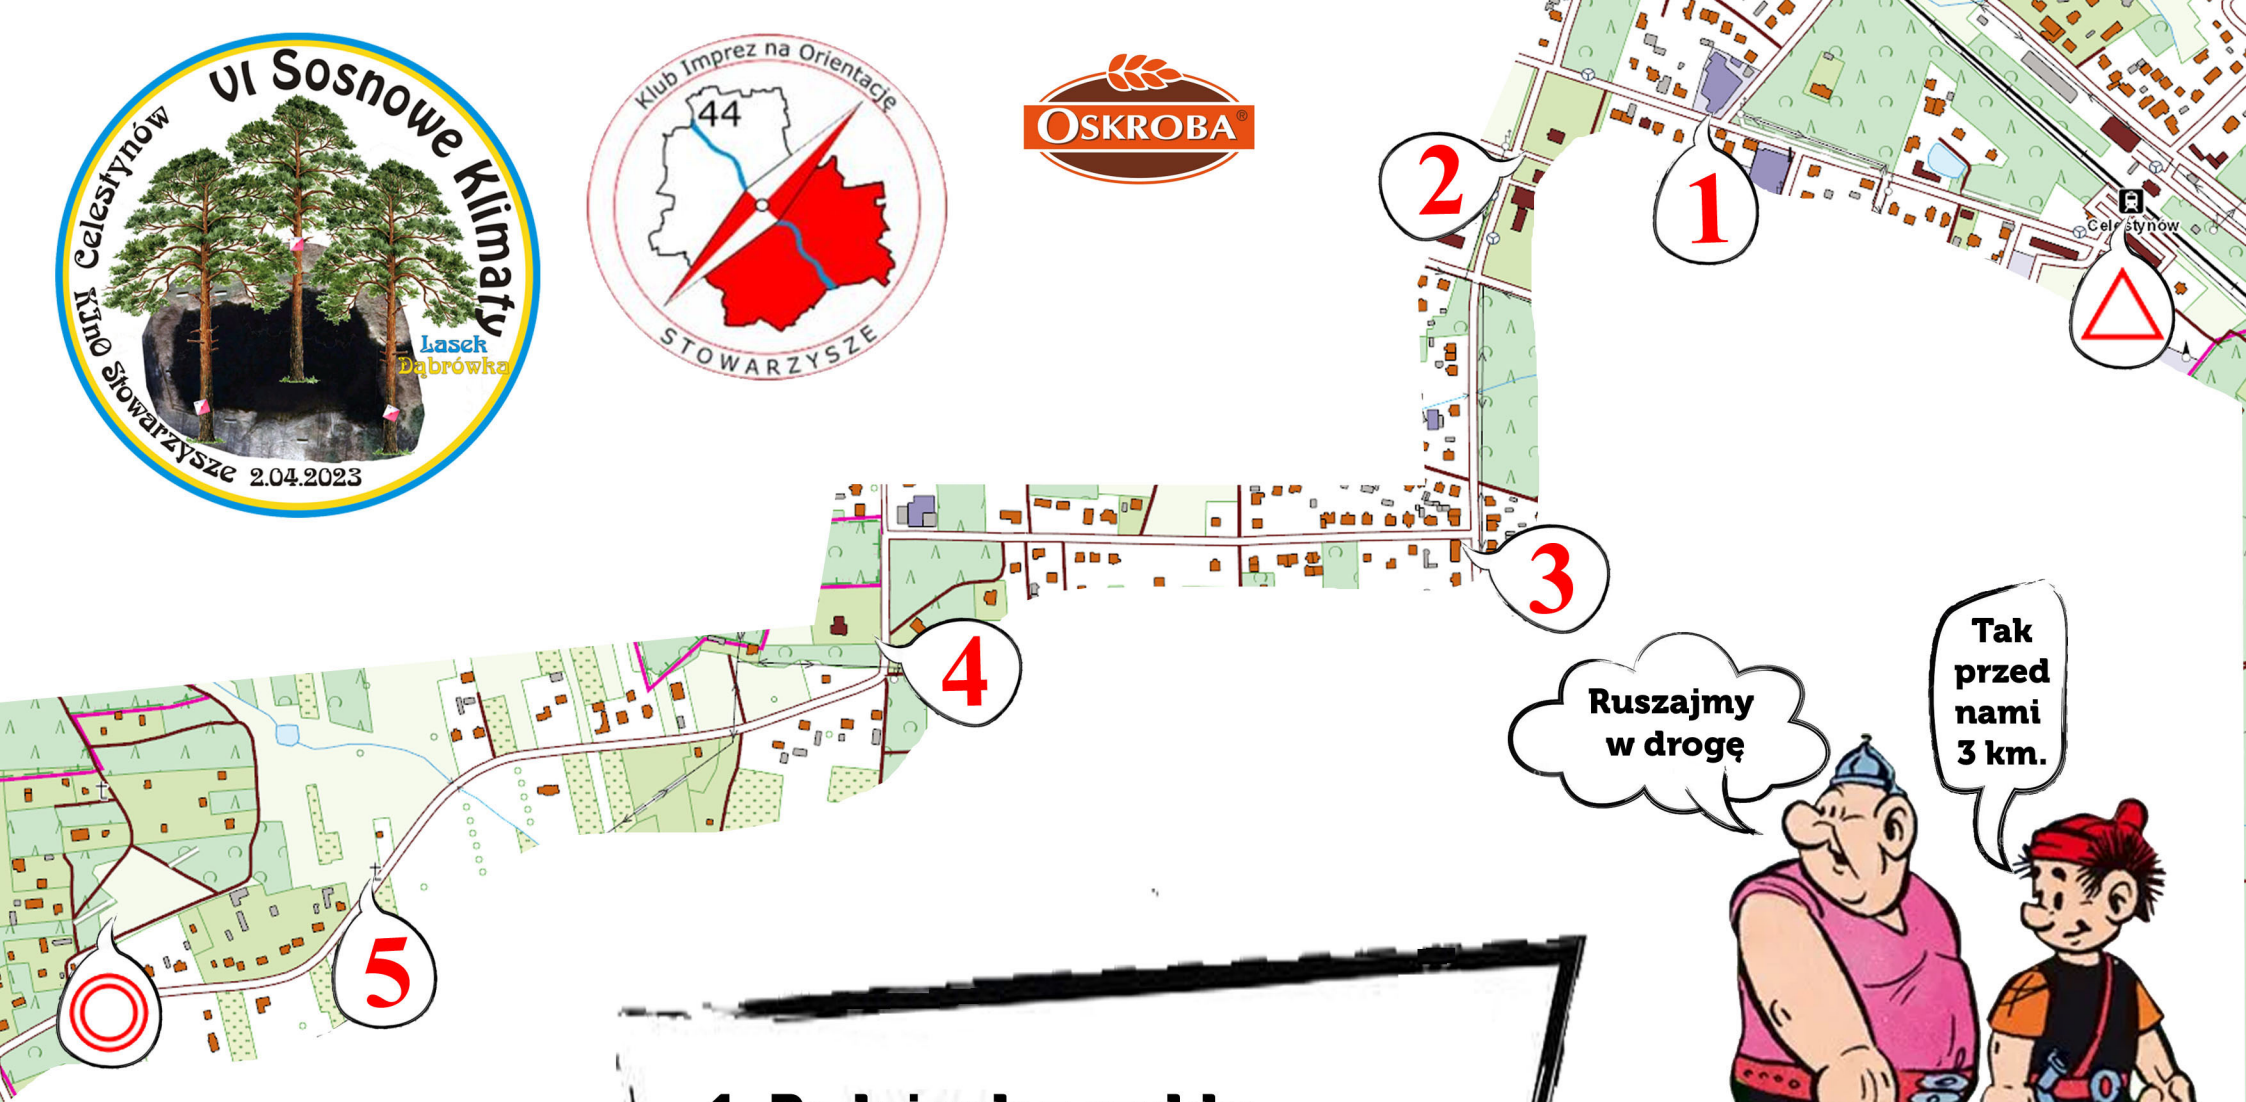 VI Sosnowe Klimaty
KInO Stowarzysze Celestynów
Lasek
Dąbrówka
2.04.2023
Klub Imprez na Orientację
44
STOWARZYSZE
OSKROBA®
1
2
Celestynów
3
4
5
Ruszajmy
w drogę
Tak
przed
nami
3 km.